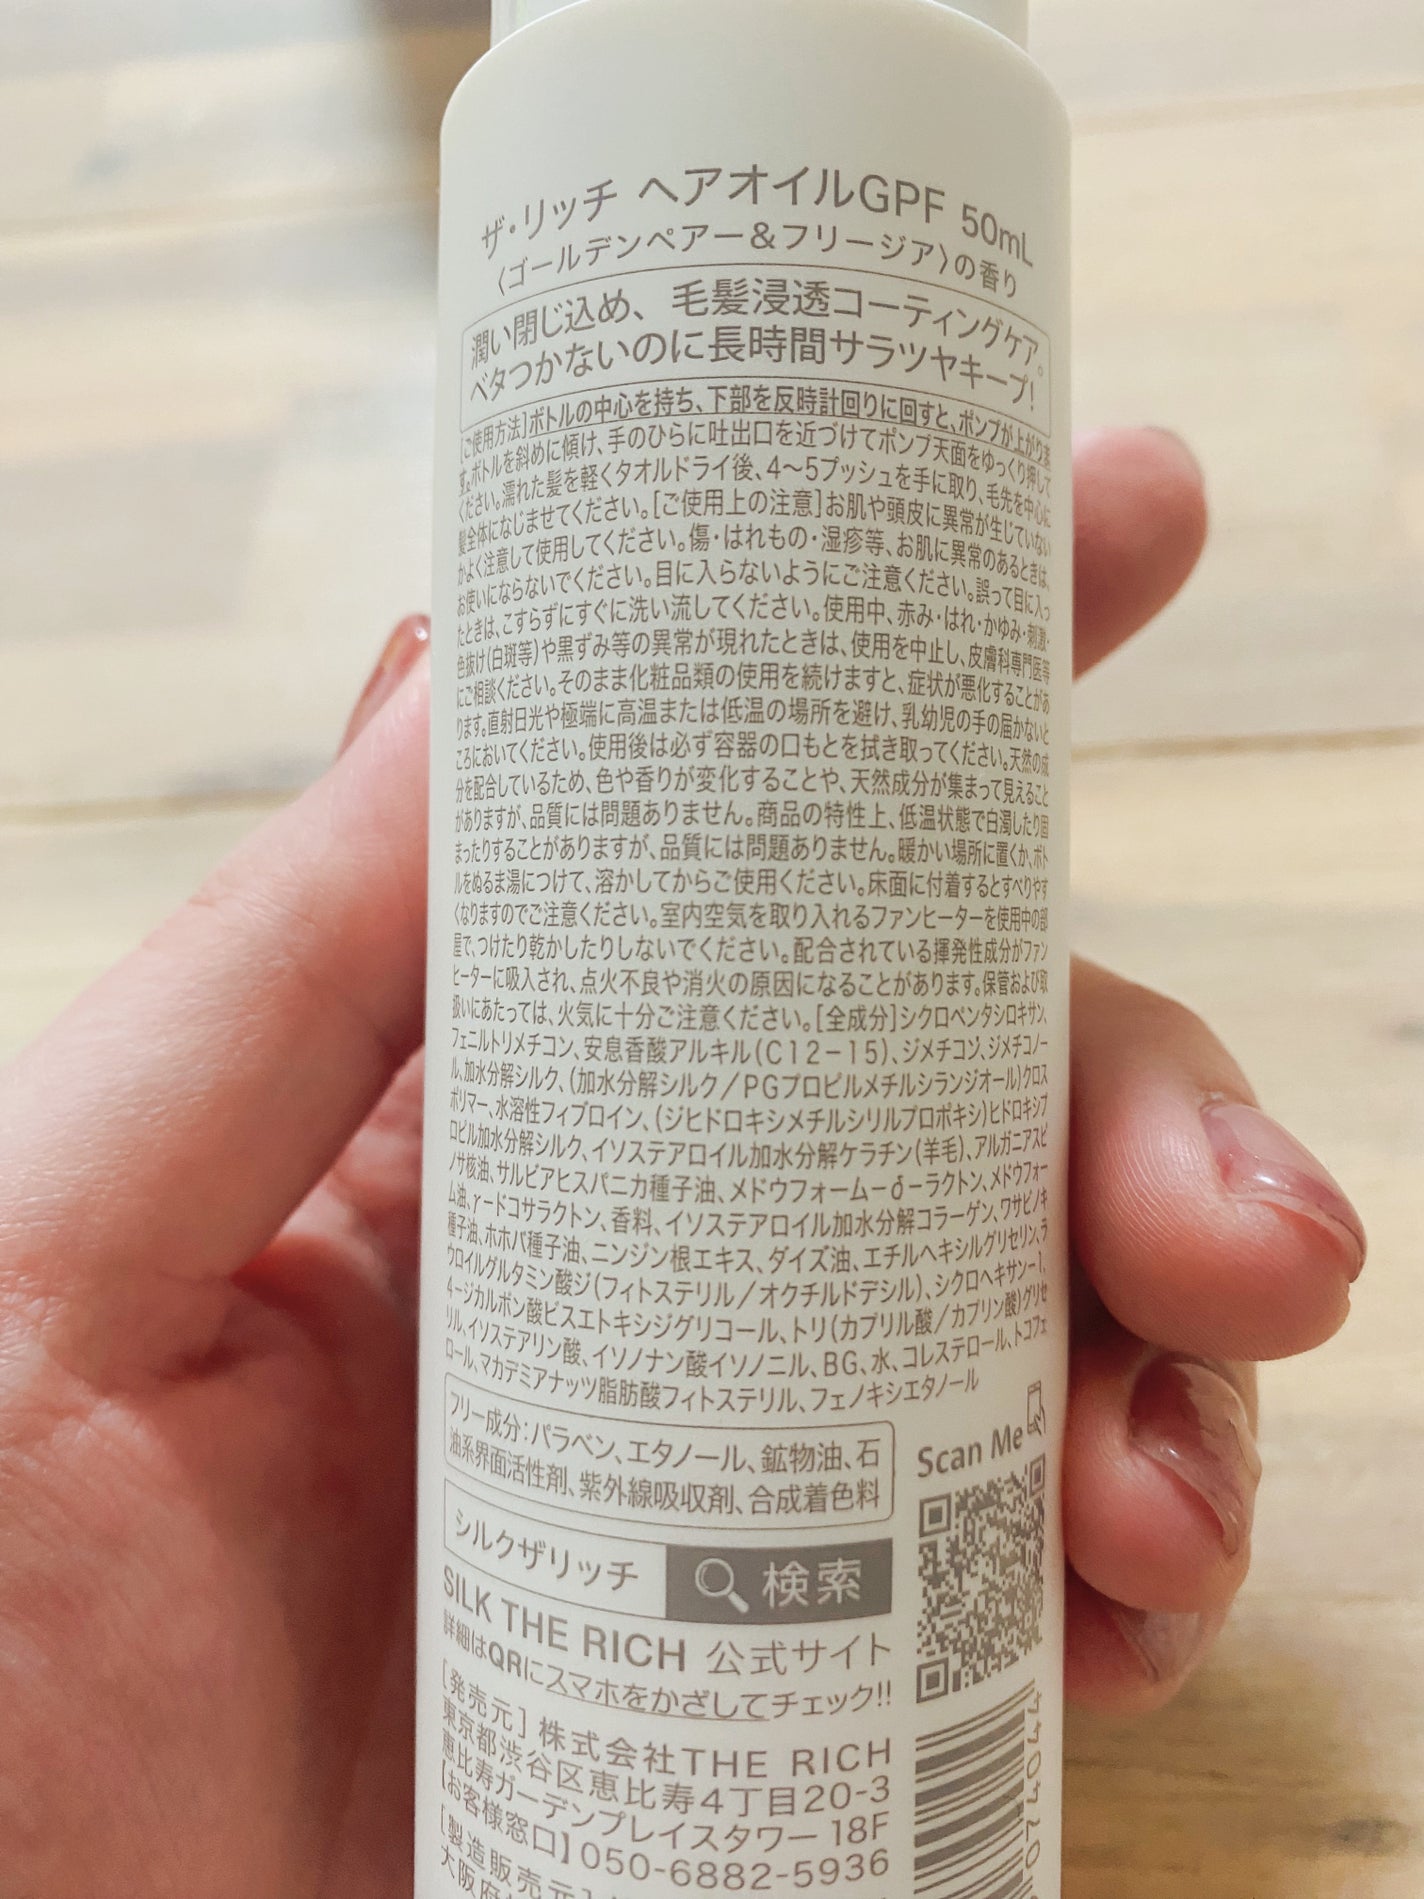 ザ・リッチ ヘアオイルGPF 50mL
〈ゴールデンペアー&フリージア〉の香り
潤い閉じ込め、毛髪浸透コーティングケア。
ベタつかないのに長時間サラツヤキープ!
[ご使用方法]ボトルの中心を持ち、下部を反時計回りに回すと、ポンプが上がりま
す。ボトルを斜めに傾け、手のひらに吐出口を近づけてポンプ天面をゆっくり押して
ください。濡れた髪を軽くタオルドライ後、4〜5プッシュを手に取り、毛先を中心に
髪全体になじませてください。[ご使用上の注意]お肌や頭皮に異常が生じていない
かよく注意して使用してください。傷・はれもの・湿疹等、お肌に異常のあるときは、
お使いにならないでください。目に入らないようにご注意ください。誤って目に入っ
たときは、こすらずにすぐに洗い流してください。使用中、赤み・はれ・かゆみ・刺激・
色抜け(白斑等)や黒ずみ等の異常が現れたときは、使用を中止し、皮膚科専門医等
にご相談ください。そのまま化粧品類の使用を続けますと、症状が悪化することがあ
ります。直射日光や極端に高温または低温の場所を避け、乳幼児の手の届かないと
ころにおいてください。使用後は必ず容器の口もとを拭き取ってください。天然の成
分を配合しているため、色や香りが変化することや、天然成分が集まって見えること
がありますが、品質には問題ありません。商品の特性上、低温状態で白濁したり固
まったりすることがありますが、品質には問題ありません。暖かい場所に置くか、ボト
ルをぬるま湯につけて、溶かしてからご使用ください。床面に付着するとすべりやす
くなりますのでご注意ください。室内空気を取り入れるファンヒーターを使用中の部
屋で、つけたり乾かしたりしないでください。配合されている揮発性成分がファン
ヒーターに吸入され、点火不良や消火の原因になることがあります。保管および取
扱いにあたっては、火気に十分ご注意ください。[全成分]シクロペンタシロキサン、
フェニルトリメチコン、安息香酸アルキル(C12−15)、ジメチコン、ジメチコノー
ル、加水分解シルク、(加水分解シルク/PGプロピルメチルシランジオール)クロス
ポリマー、水溶性フィブロイン、(ジヒドロキシメチルシリルプロポキシ)ヒドロキシプ
ロピル加水分解シルク、イソステアロイル加水分解ケラチン(羊毛)、アルガニアスピ
ノサ核油、サルビアヒスパニカ種子油、メドウフォーム−δ−ラクトン、メドウフォー
ム油、γ−ドコサラクトン、香料、イソステアロイル加水分解コラーゲン、ワサビノキ
種子油、ホホバ種子油、ニンジン根エキス、ダイズ油、エチルヘキシルグリセリン、ラ
ウロイルグルタミン酸ジ(フィトステリル/オクチルドデシル)、シクロヘキサン−1,
4−ジカルボン酸ビスエトキシジグリコール、トリ(カプリル酸/カプリン酸)グリセ
リル、イソステアリン酸、イソノナン酸イソノニル、BG、水、コレステロール、トコフェ
ロール、マカデミアナッツ脂肪酸フィトステリル、フェノキシエタノール
フリー成分:パラベン、エタノール、鉱物油、石
油系界面活性剤、紫外線吸収剤、合成着色料
Scan Me
シルクザリッチ 検索
SILK THE RICH 公式サイト
詳細はQRにスマホをかざしてチェック!!
[発売元] 株式会社THE RICH
東京都渋谷区恵比寿4丁目20-3
恵比寿ガーデンプレイスタワー18F
【お客様窓口】050-6882-5936
[製造販売元]
大阪府